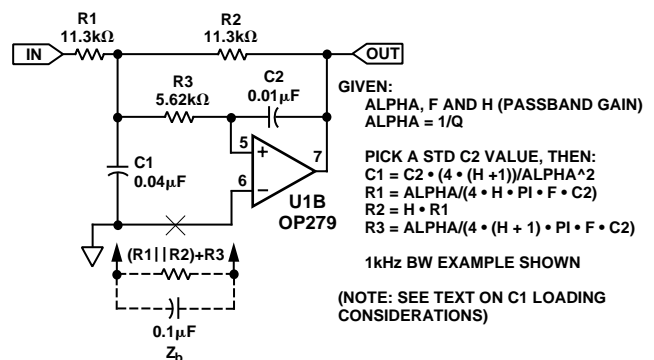 R1
11.3kΩ
R2
11.3kΩ
IN
OUT
R3
5.62kΩ
C2
0.01μF
C1
0.04μF
5
+
7
6
−
U1B
OP279
(R1||R2)+R3
0.1μF
Zb
GIVEN:
ALPHA, F AND H (PASSBAND GAIN)
ALPHA = 1/Q
PICK A STD C2 VALUE, THEN:
C1 = C2 • (4 • (H +1))/ALPHA^2
R1 = ALPHA/(4 • H • PI • F • C2)
R2 = H • R1
R3 = ALPHA/(4 • (H + 1) • PI • F • C2)
1kHz BW EXAMPLE SHOWN
(NOTE: SEE TEXT ON C1 LOADING
CONSIDERATIONS)